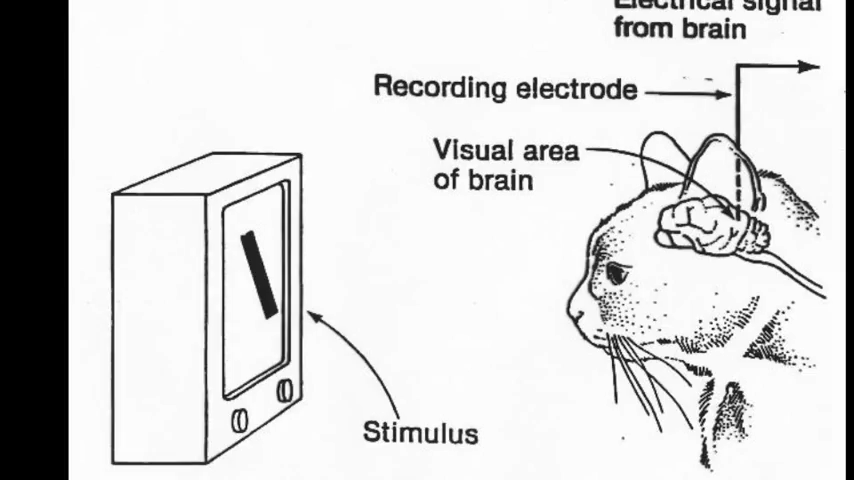 Electrical signal
from brain
Recording electrode
Visual area
of brain
Stimulus